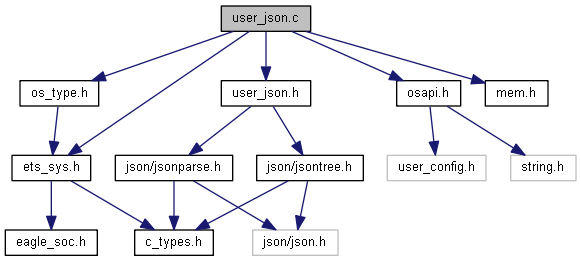 user_json.c
os_type.h
user_json.h
osapi.h
mem.h
ets_sys.h
json/jsonparse.h
json/jsontree.h
user_config.h
string.h
eagle_soc.h
c_types.h
json/json.h